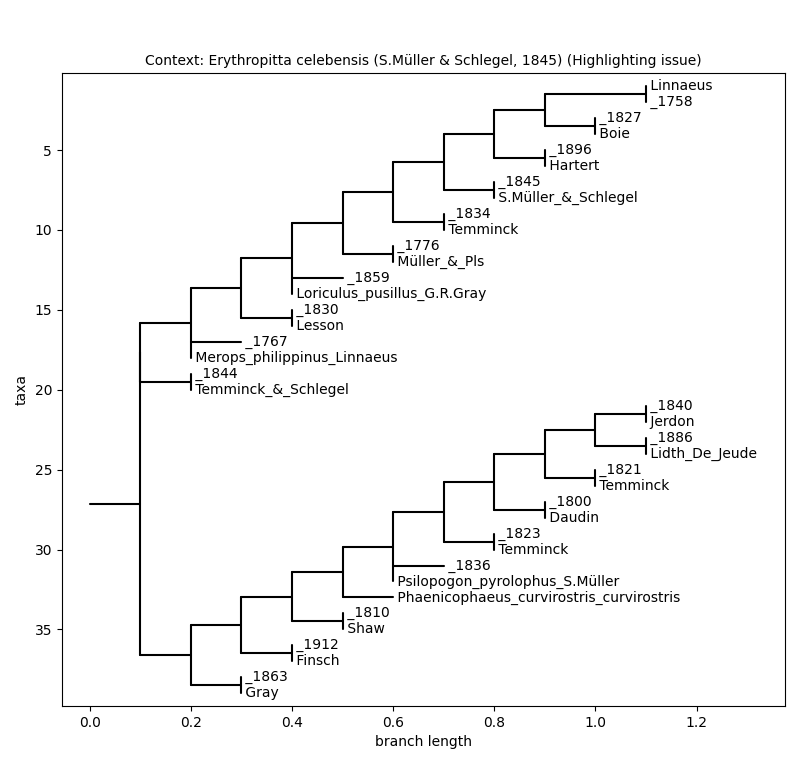 Context: Erythropitta celebensis (S.Müller & Schlegel, 1845) (Highlighting issue)
Linnaeus
_1758
_1827
Boie
_1896
Hartert
_1845
S.Müller_&_Schlegel
_1834
Temminck
_1776
Müller_&_Pls
_1859
Loriculus_pusillus_G.R.Gray
_1830
Lesson
_1767
Merops_philippinus_Linnaeus
_1844
Temminck_&_Schlegel
_1840
Jerdon
_1886
Lidth_De_Jeude
_1821
Temminck
_1800
Daudin
_1823
Temminck
_1836
Psilopogon_pyrolophus_S.Müller
Phaenicophaeus_curvirostris_curvirostris
_1810
Shaw
_1912
Finsch
_1863
Gray
5
10
15
20
25
30
35
taxa
0.0 0.2 0.4 0.6 0.8 1.0 1.2
branch length